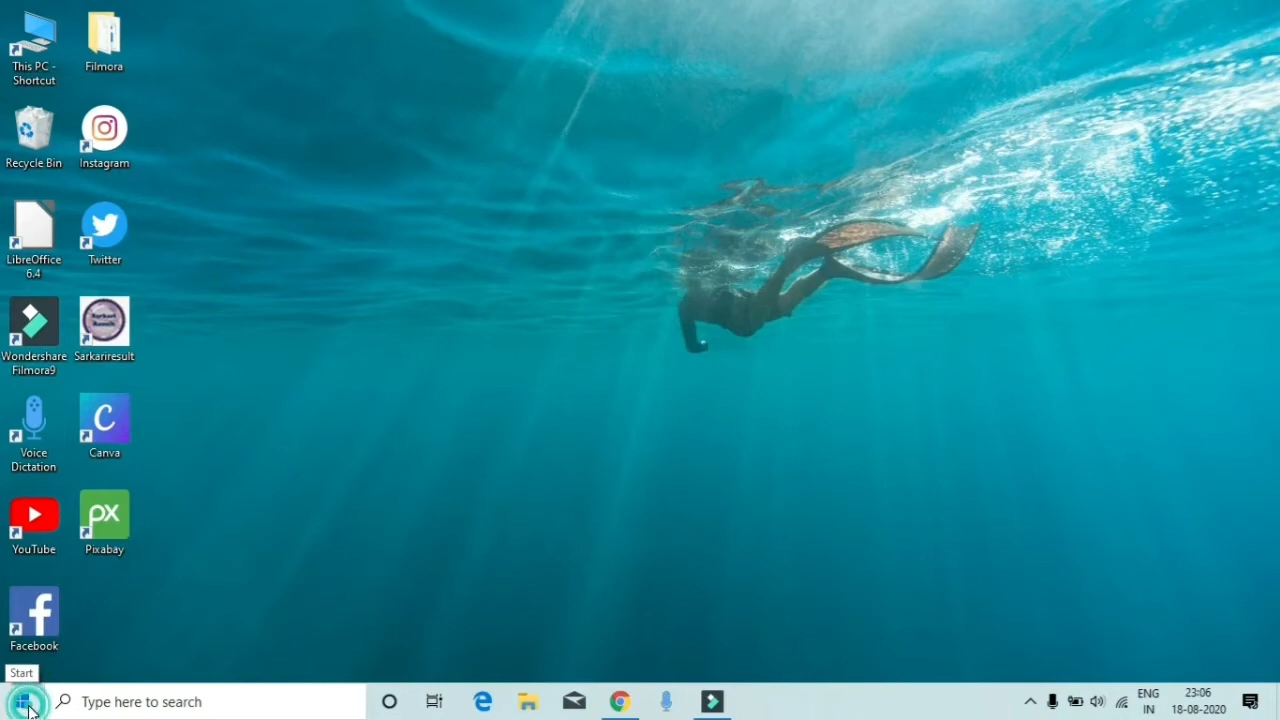 This PC -
Shortcut
Filmora
Recycle Bin
Instagram
LibreOffice
6.4
Twitter
Wondershare
Filmora9
Sarkariresult
Voice
Dictation
C
Canva
YouTube
px
Pixabay
f
Facebook
Start
Type here to search
ENG
IN
23:06
18-08-2020